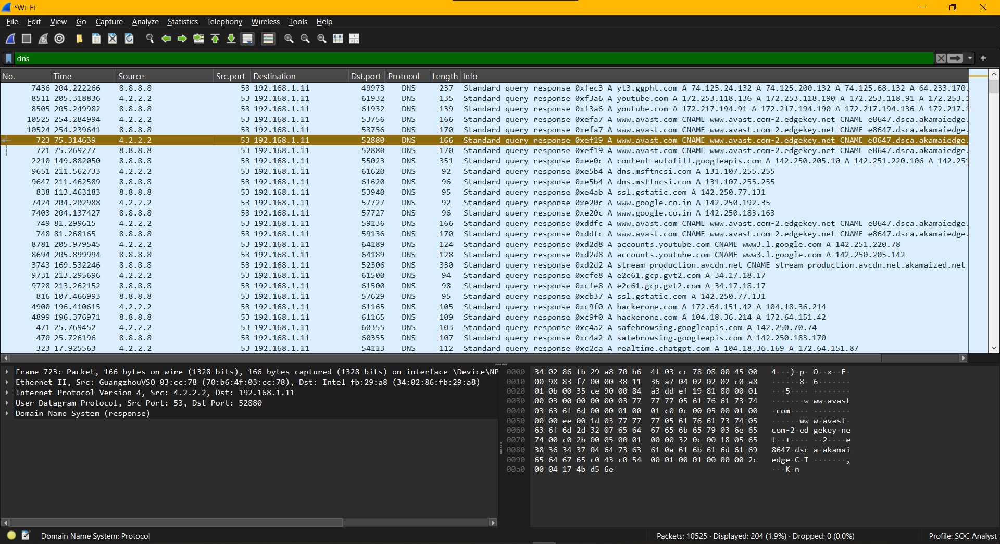 *Wi-Fi
File Edit View Go Capture Analyze Statistics Telephony Wireless Tools Help
dns
No. Time Source Src.port Destination Dst.port Protocol Length Info
7436 204.222266 8.8.8.8 53 192.168.1.11 49973 DNS 237 Standard query response 0xfec3 A yt3.ggpht.com A 74.125.24.132 A 74.125.200.132 A 74.125.68.132 A 64.233.170.
8511 205.318836 4.2.2.2 53 192.168.1.11 61932 DNS 135 Standard query response 0xf3a6 A youtube.com A 172.253.118.136 A 172.253.118.190 A 172.253.118.91 A 172.253.1
8505 205.249982 8.8.8.8 53 192.168.1.11 61932 DNS 139 Standard query response 0xf3a6 A youtube.com A 172.217.194.91 A 172.217.194.190 A 172.217.194.136 A 172.217.1
10525 254.284994 4.2.2.2 53 192.168.1.11 53756 DNS 166 Standard query response 0xefa7 A www.avast.com CNAME www.avast.com-2.edgekey.net CNAME e8647.dsca.akamaiedge.
10524 254.239641 8.8.8.8 53 192.168.1.11 53756 DNS 170 Standard query response 0xefa7 A www.avast.com CNAME www.avast.com-2.edgekey.net CNAME e8647.dsca.akamaiedge.
723 75.314639 4.2.2.2 53 192.168.1.11 52880 DNS 166 Standard query response 0xef19 A www.avast.com CNAME www.avast.com-2.edgekey.net CNAME e8647.dsca.akamaiedge.
721 75.269277 8.8.8.8 53 192.168.1.11 52880 DNS 170 Standard query response 0xef19 A www.avast.com CNAME www.avast.com-2.edgekey.net CNAME e8647.dsca.akamaiedge.
2210 149.882050 8.8.8.8 53 192.168.1.11 55023 DNS 351 Standard query response 0xee0c A content-autofill.googleapis.com A 142.250.205.10 A 142.251.220.106 A 142.251
9651 211.562733 4.2.2.2 53 192.168.1.11 61620 DNS 92 Standard query response 0xe5b4 A dns.msftncsi.com A 131.107.255.255
9647 211.462589 8.8.8.8 53 192.168.1.11 61620 DNS 96 Standard query response 0xe5b4 A dns.msftncsi.com A 131.107.255.255
838 113.463183 8.8.8.8 53 192.168.1.11 53940 DNS 95 Standard query response 0xe4ab A ssl.gstatic.com A 142.250.77.131
7424 204.202988 4.2.2.2 53 192.168.1.11 57727 DNS 92 Standard query response 0xe20c A www.google.co.in A 142.250.192.35
7403 204.137427 8.8.8.8 53 192.168.1.11 57727 DNS 96 Standard query response 0xe20c A www.google.co.in A 142.250.183.163
749 81.299615 4.2.2.2 53 192.168.1.11 59136 DNS 166 Standard query response 0xddfc A www.avast.com CNAME www.avast.com-2.edgekey.net CNAME e8647.dsca.akamaiedge.
748 81.268165 8.8.8.8 53 192.168.1.11 59136 DNS 170 Standard query response 0xddfc A www.avast.com CNAME www.avast.com-2.edgekey.net CNAME e8647.dsca.akamaiedge.
8781 205.979545 4.2.2.2 53 192.168.1.11 64189 DNS 124 Standard query response 0xd2d8 A accounts.youtube.com CNAME www3.l.google.com A 142.251.220.78
8694 205.899994 8.8.8.8 53 192.168.1.11 64189 DNS 128 Standard query response 0xd2d8 A accounts.youtube.com CNAME www3.l.google.com A 142.250.205.142
3743 169.532246 8.8.8.8 53 192.168.1.11 52306 DNS 330 Standard query response 0xd2d2 A stream-production.avcdn.net CNAME stream-production.avcdn.net.akamaized.net
9731 213.295696 4.2.2.2 53 192.168.1.11 61500 DNS 94 Standard query response 0xcfe8 A e2c61.gcp.gvt2.com A 34.17.18.17
9728 213.262152 8.8.8.8 53 192.168.1.11 61500 DNS 98 Standard query response 0xcfe8 A e2c61.gcp.gvt2.com A 34.17.18.17
816 107.466993 8.8.8.8 53 192.168.1.11 57629 DNS 95 Standard query response 0xcb37 A ssl.gstatic.com A 142.250.77.131
4900 196.410615 4.2.2.2 53 192.168.1.11 61165 DNS 105 Standard query response 0xc9f0 A hackerone.com A 172.64.151.42 A 104.18.36.214
4899 196.376971 8.8.8.8 53 192.168.1.11 61165 DNS 109 Standard query response 0xc9f0 A hackerone.com A 104.18.36.214 A 172.64.151.42
471 25.769452 4.2.2.2 53 192.168.1.11 60355 DNS 103 Standard query response 0xc4a2 A safebrowsing.googleapis.com A 142.250.70.74
470 25.726196 8.8.8.8 53 192.168.1.11 60355 DNS 107 Standard query response 0xc4a2 A safebrowsing.googleapis.com A 142.250.183.170
323 17.925563 4.2.2.2 53 192.168.1.11 54113 DNS 112 Standard query response 0xc2ca A realtime.chatgpt.com A 104.18.36.169 A 172.64.151.87
Frame 723: Packet, 166 bytes on wire (1328 bits), 166 bytes captured (1328 bits) on interface \Device\NP
Ethernet II, Src: GuangzhouVSO_03:cc:78 (70:b6:4f:03:cc:78), Dst: Intel_fb:29:a8 (34:02:86:fb:29:a8)
Internet Protocol Version 4, Src: 4.2.2.2, Dst: 192.168.1.11
User Datagram Protocol, Src Port: 53, Dst Port: 52880
Domain Name System (response)
0000 34 02 86 fb 29 a8 70 b6 4f 03 cc 78 08 00 45 00 4···)·p· O··x··E·
0010 00 98 83 f7 00 00 38 11 36 a7 04 02 02 02 c0 a8 ······8· 6·······
0020 01 0b 00 35 ce 90 00 84 a3 dd ef 19 81 80 00 01 ···5···· ········
0030 00 03 00 00 00 00 03 77 77 77 05 61 76 61 73 74 ·······w ww·avast
0040 03 63 6f 6d 00 00 01 00 01 c0 0c 00 05 00 01 00 ·com···· ········
0050 00 00 ee 00 1d 03 77 77 77 05 61 76 61 73 74 05 ······ww w·avast·
0060 63 6f 6d 2d 32 07 65 64 67 65 6b 65 79 03 6e 65 com-2·ed gekey·ne
0070 74 00 c0 2b 00 05 00 01 00 00 32 0c 00 18 05 65 t··+···· ··2····e
0080 38 36 34 37 04 64 73 63 61 0a 61 6b 61 6d 61 69 8647·dsc a·akamai
0090 65 64 67 65 c0 43 c0 54 00 01 00 01 00 00 00 2c edge·C·T ·······,
00a0 00 04 17 4b d5 6e ···K·n
Domain Name System: Protocol
Packets: 10525 · Displayed: 204 (1.9%) · Dropped: 0 (0.0%)
Profile: SOC Analyst